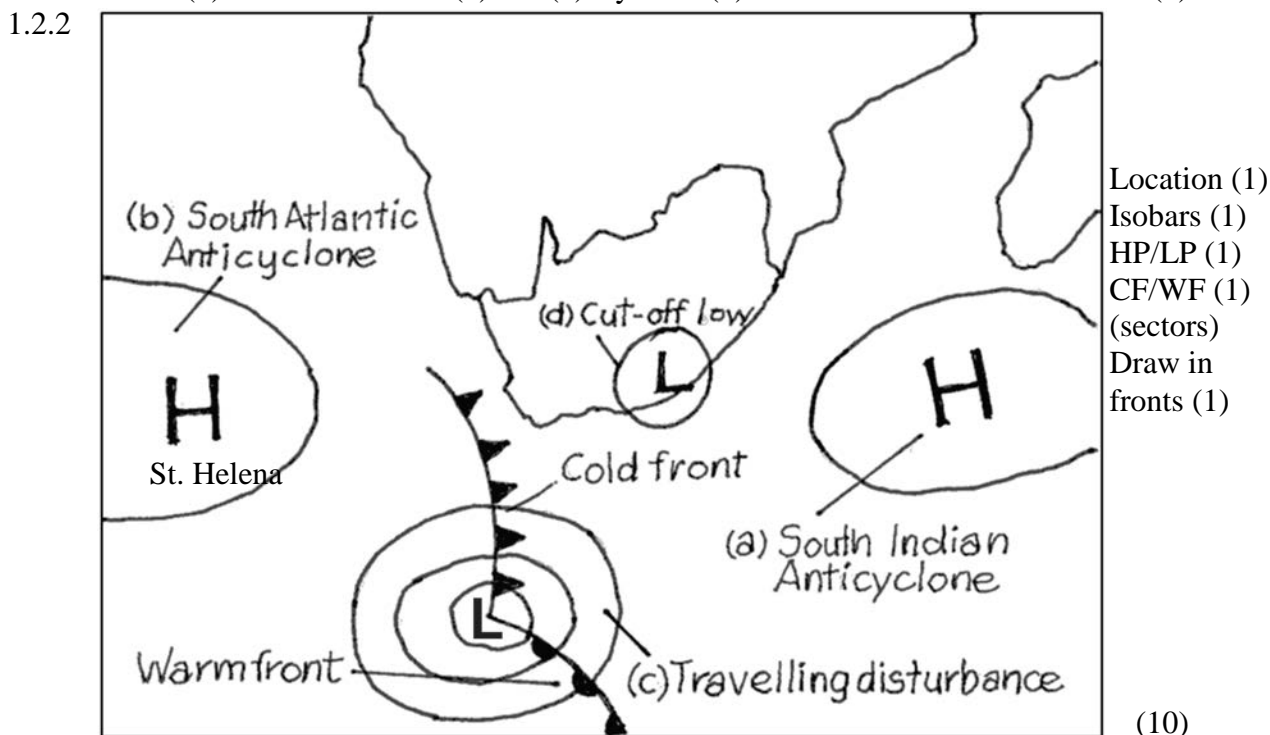 1.2.2
(b) South Atlantic
Anticyclone
H
St. Helena
(d) Cut-off low
L
H
Cold front
(a) South Indian
Anticyclone
L
Warm front
(c) Travelling disturbance
Location (1)
Isobars (1)
HP/LP (1)
CF/WF (1)
(sectors)
Draw in
fronts (1)
(10)